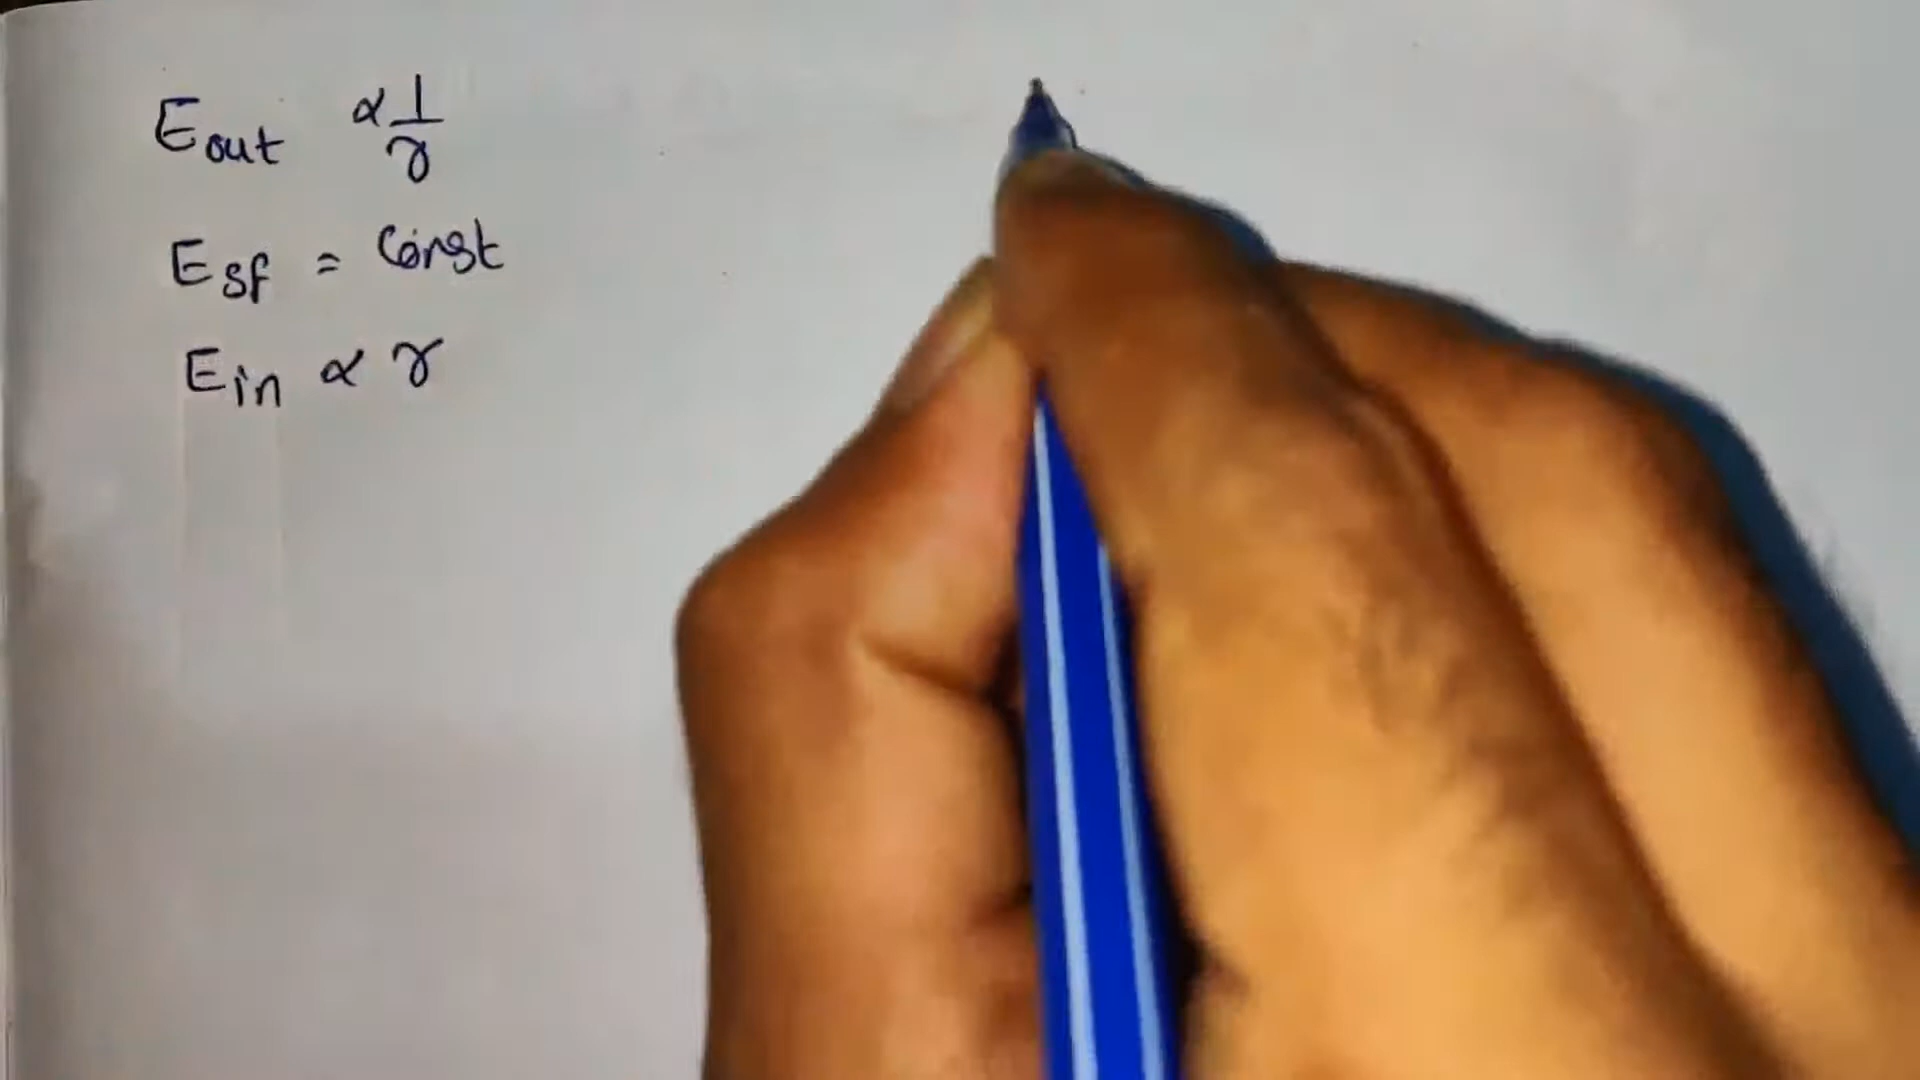 Eout α 1/r
Esf = Const
Ein α r